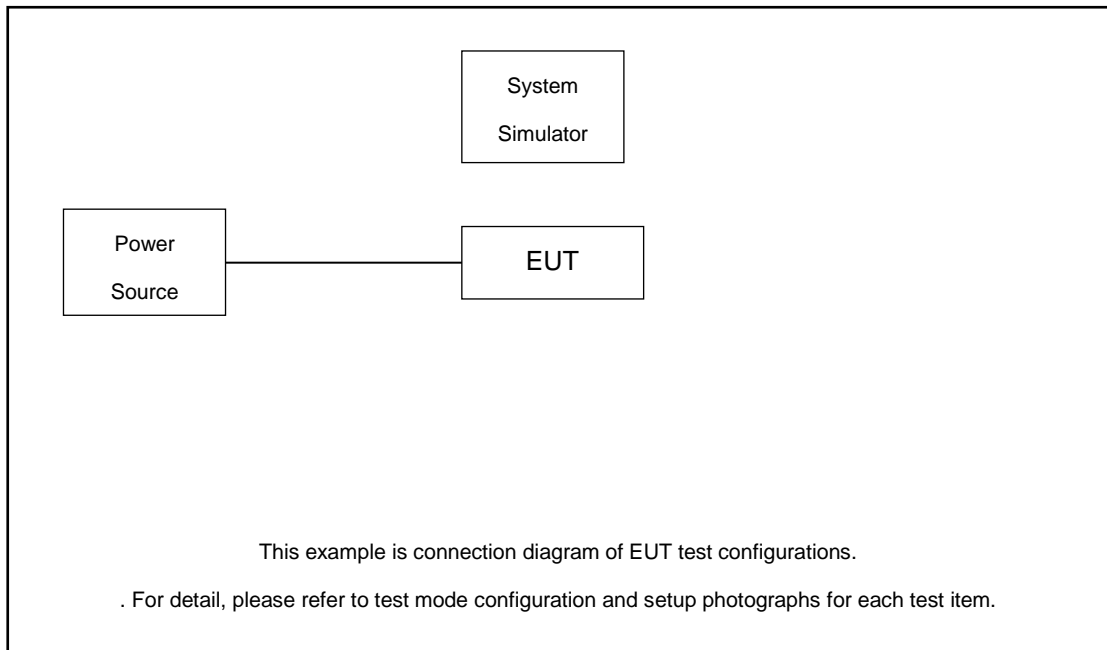 System
Simulator
Power
Source
EUT
This example is connection diagram of EUT test configurations.
. For detail, please refer to test mode configuration and setup photographs for each test item.